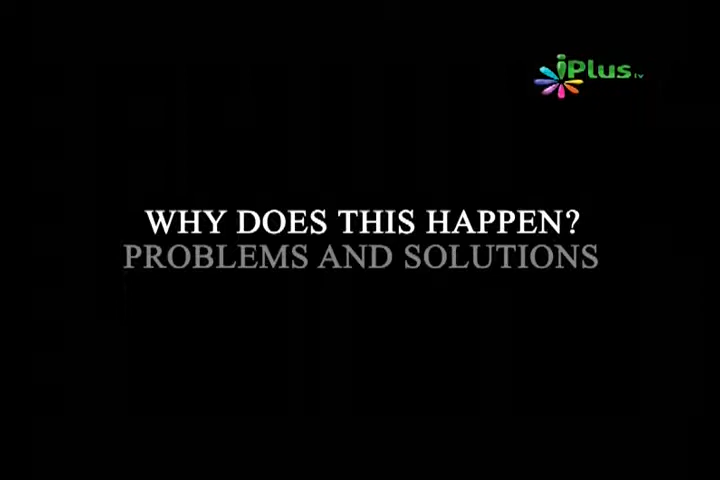 iPlus tv
WHY DOES THIS HAPPEN?
PROBLEMS AND SOLUTIONS